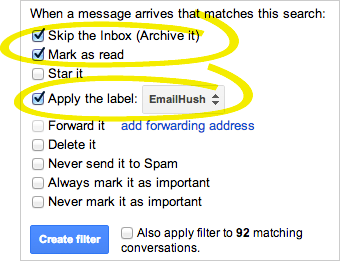 When a message arrives that matches this search:
Skip the Inbox (Archive it)
Mark as read
Star it
Apply the label: EmailHush
Forward it add forwarding address
Delete it
Never send it to Spam
Always mark it as important
Never mark it as important
Create filter Also apply filter to 92 matching
conversations.